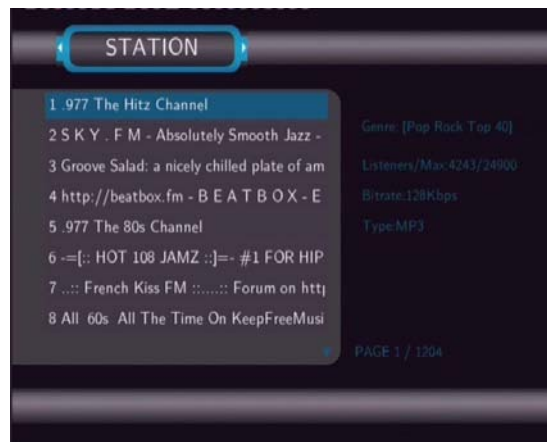 STATION
1 .977 The Hitz Channel
2 S K Y . F M - Absolutely Smooth Jazz -
3 Groove Salad: a nicely chilled plate of am
4 http://beatbox.fm - B E A T B O X - E
5 .977 The 80s Channel
6 -=[:: HOT 108 JAMZ ::]=- #1 FOR HIP
7 ..:: French Kiss FM ::....:: Forum on http
8 All 60s All The Time On KeepFreeMusi
Genre: [Pop Rock Top 40]
Listeners/Max:4243/24900
Bitrate:128Kbps
Type:MP3
PAGE 1 / 1204